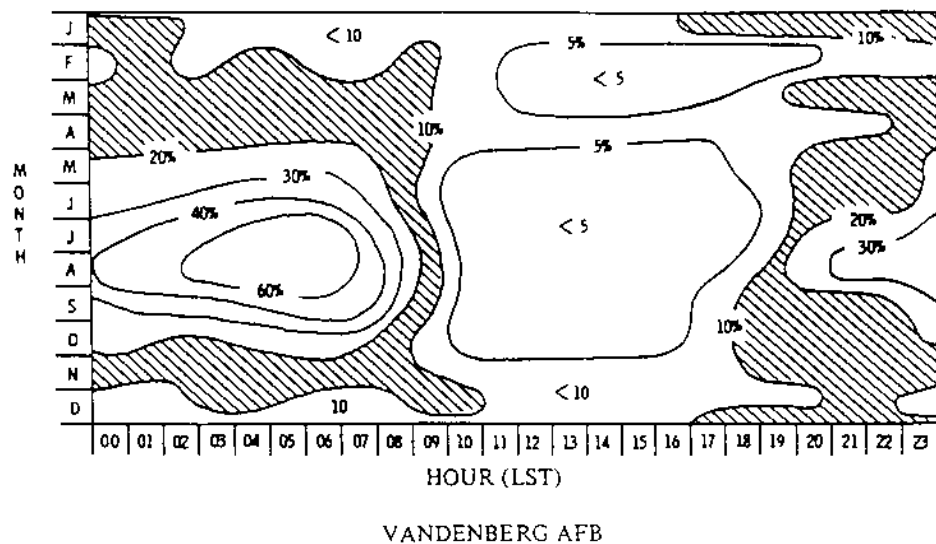 J
< 10
5%
10%
F
< 5
M
A
10%
20%
5%
M
30%
J
40%
20%
J
< 5
30%
A
60%
S
10%
O
N
< 10
D
10
MONTH
00 01 02 03 04 05 06 07 08 09 10 11 12 13 14 15 16 17 18 19 20 21 22 23
HOUR (LST)
VANDENBERG AFB